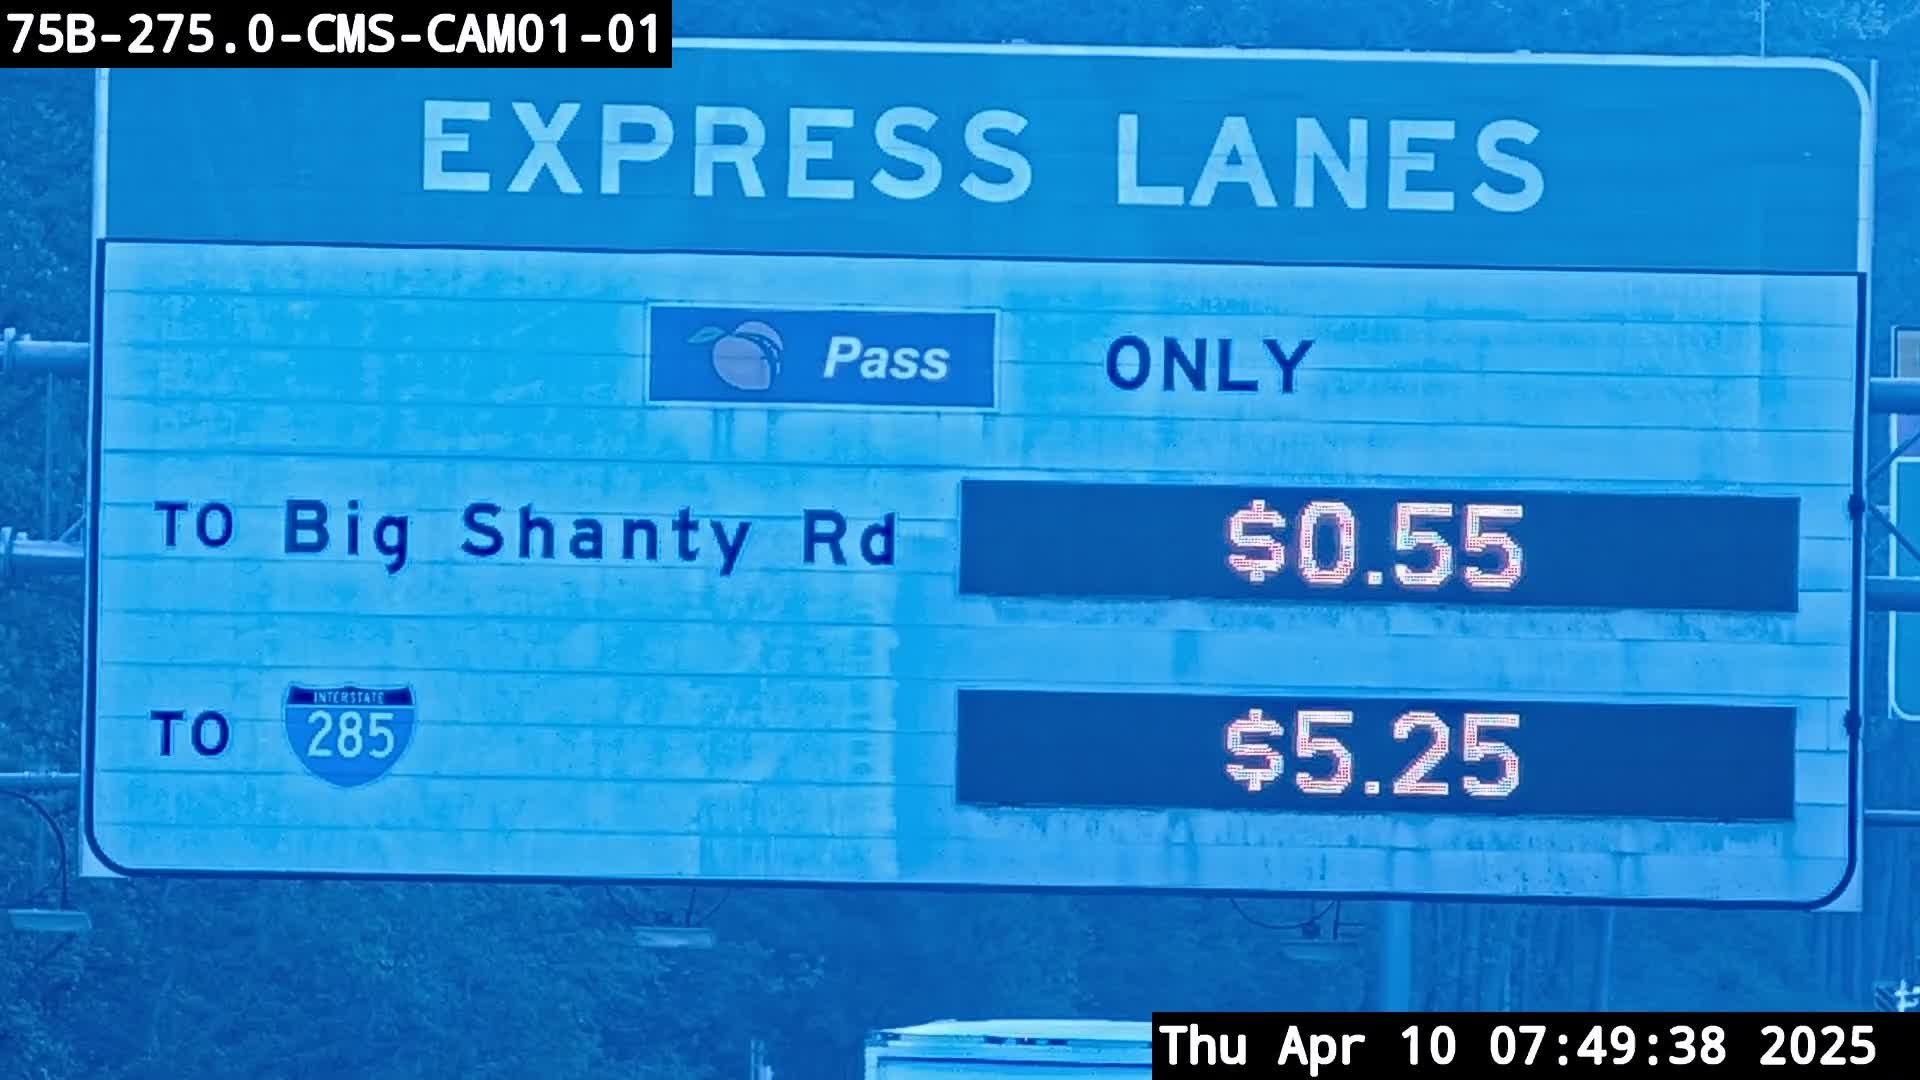 75B-275.0-CMS-CAM01-01
EXPRESS LANES
Pass ONLY
TO Big Shanty Rd $0.55
TO INTERSTATE 285 $5.25
Thu Apr 10 07:49:38 2025